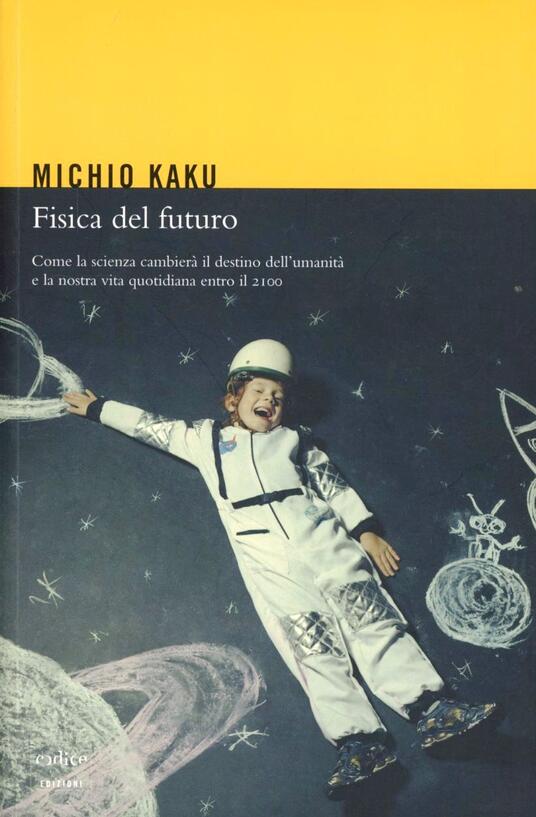 MICHIO KAKU
Fisica del futuro
Come la scienza cambierà il destino dell'umanità
e la nostra vita quotidiana entro il 2100
codice
EDIZIONI